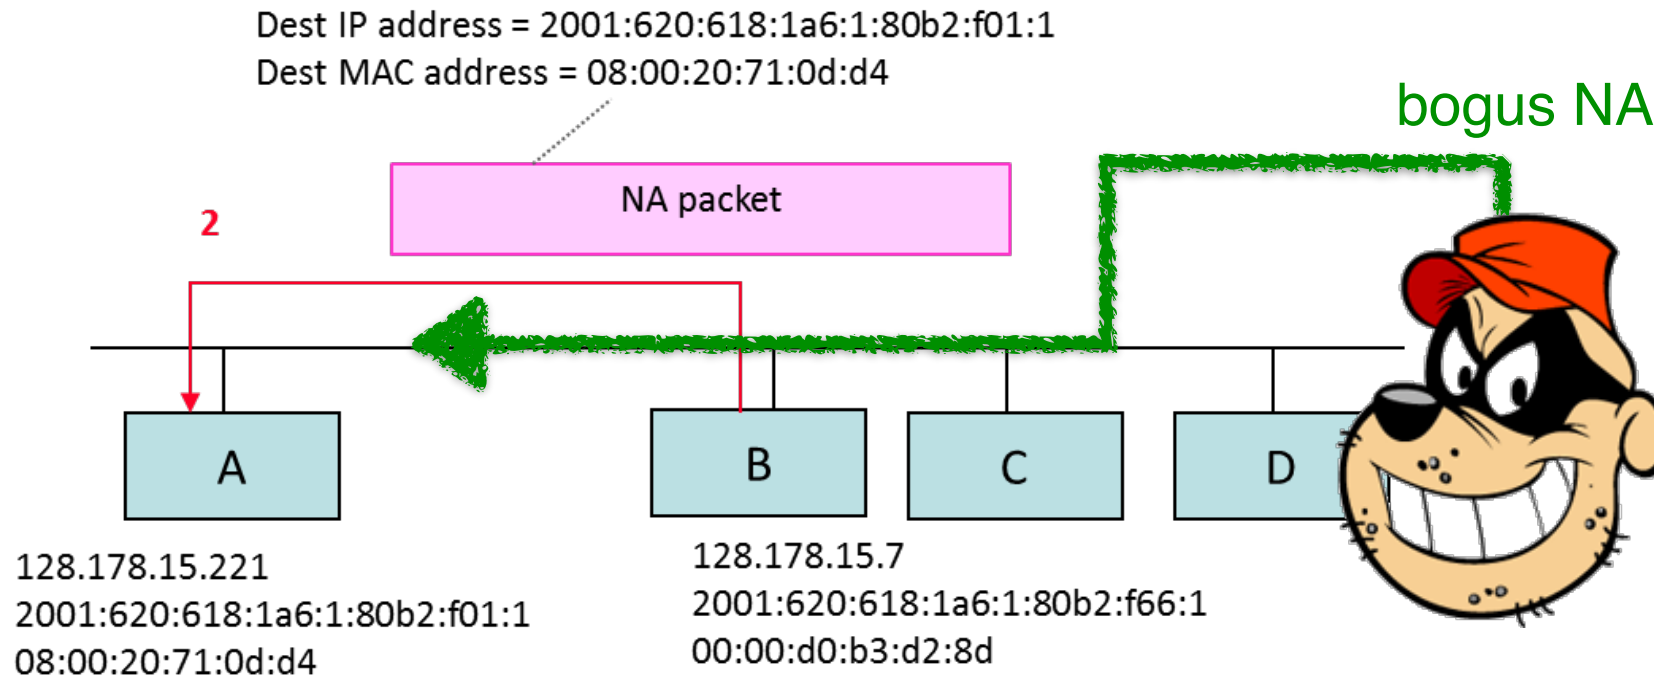 Dest IP address = 2001:620:618:1a6:1:80b2:f01:1
Dest MAC address = 08:00:20:71:0d:d4
bogus NA
NA packet
2
A
B
C
D
128.178.15.221
2001:620:618:1a6:1:80b2:f01:1
08:00:20:71:0d:d4
128.178.15.7
2001:620:618:1a6:1:80b2:f66:1
00:00:d0:b3:d2:8d